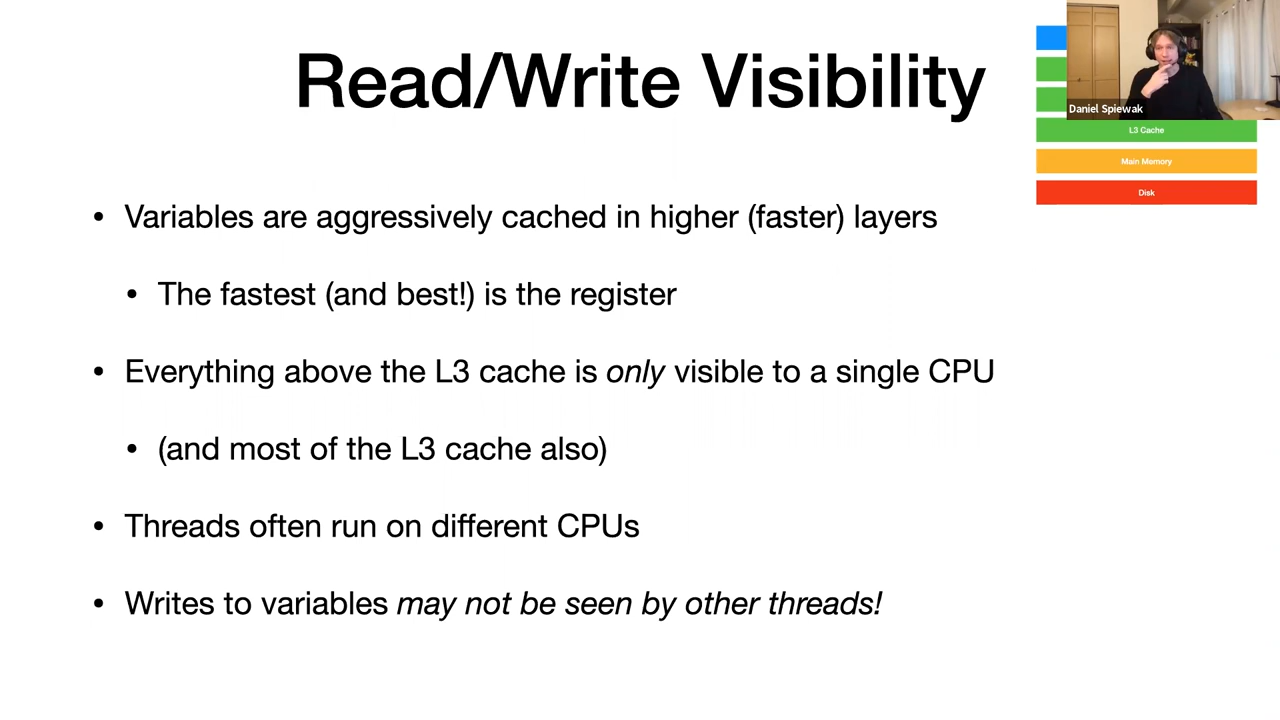 Read/Write Visibility
Daniel Spiewak
L3 Cache
Main Memory
Disk
• Variables are aggressively cached in higher (faster) layers
• The fastest (and best!) is the register
• Everything above the L3 cache is only visible to a single CPU
• (and most of the L3 cache also)
• Threads often run on different CPUs
• Writes to variables may not be seen by other threads!